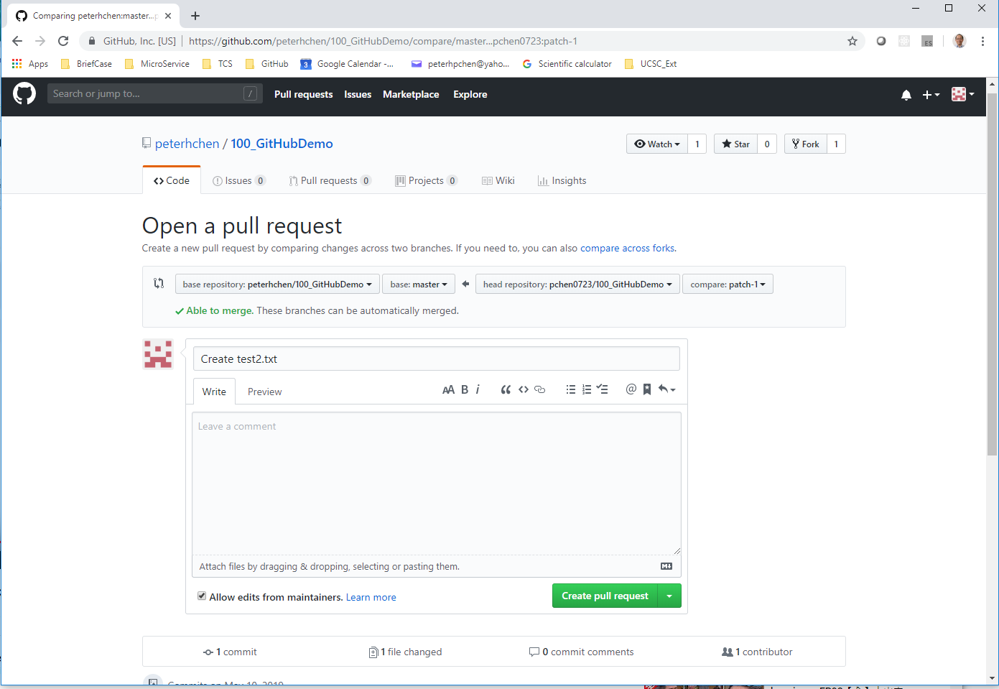 Comparing peterhchen:master...p
GitHub, Inc. [US] https://github.com/peterhchen/100_GitHubDemo/compare/master...pchen0723:patch-1
Apps BriefCase MicroService TCS GitHub 3 Google Calendar -... peterhpchen@yaho... Scientific calculator UCSC_Ext
Search or jump to... / Pull requests Issues Marketplace Explore
peterhchen / 100_GitHubDemo Watch 1 Star 0 Fork 1
Code Issues 0 Pull requests 0 Projects 0 Wiki Insights
Open a pull request
Create a new pull request by comparing changes across two branches. If you need to, you can also compare across forks.
base repository: peterhchen/100_GitHubDemo base: master head repository: pchen0723/100_GitHubDemo compare: patch-1
Able to merge. These branches can be automatically merged.
Create test2.txt
Write Preview AA B i
Leave a comment
Attach files by dragging & dropping, selecting or pasting them.
Allow edits from maintainers. Learn more Create pull request
1 commit 1 file changed 0 commit comments 1 contributor
Commits on May 10, 2019